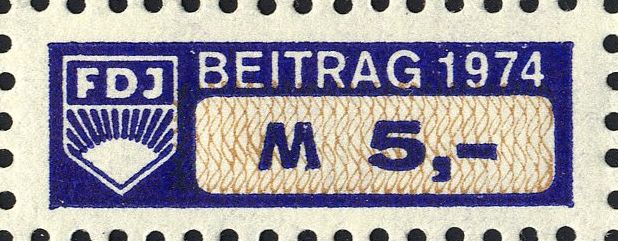 FDJ
BEITRAG 1974
M 5,-